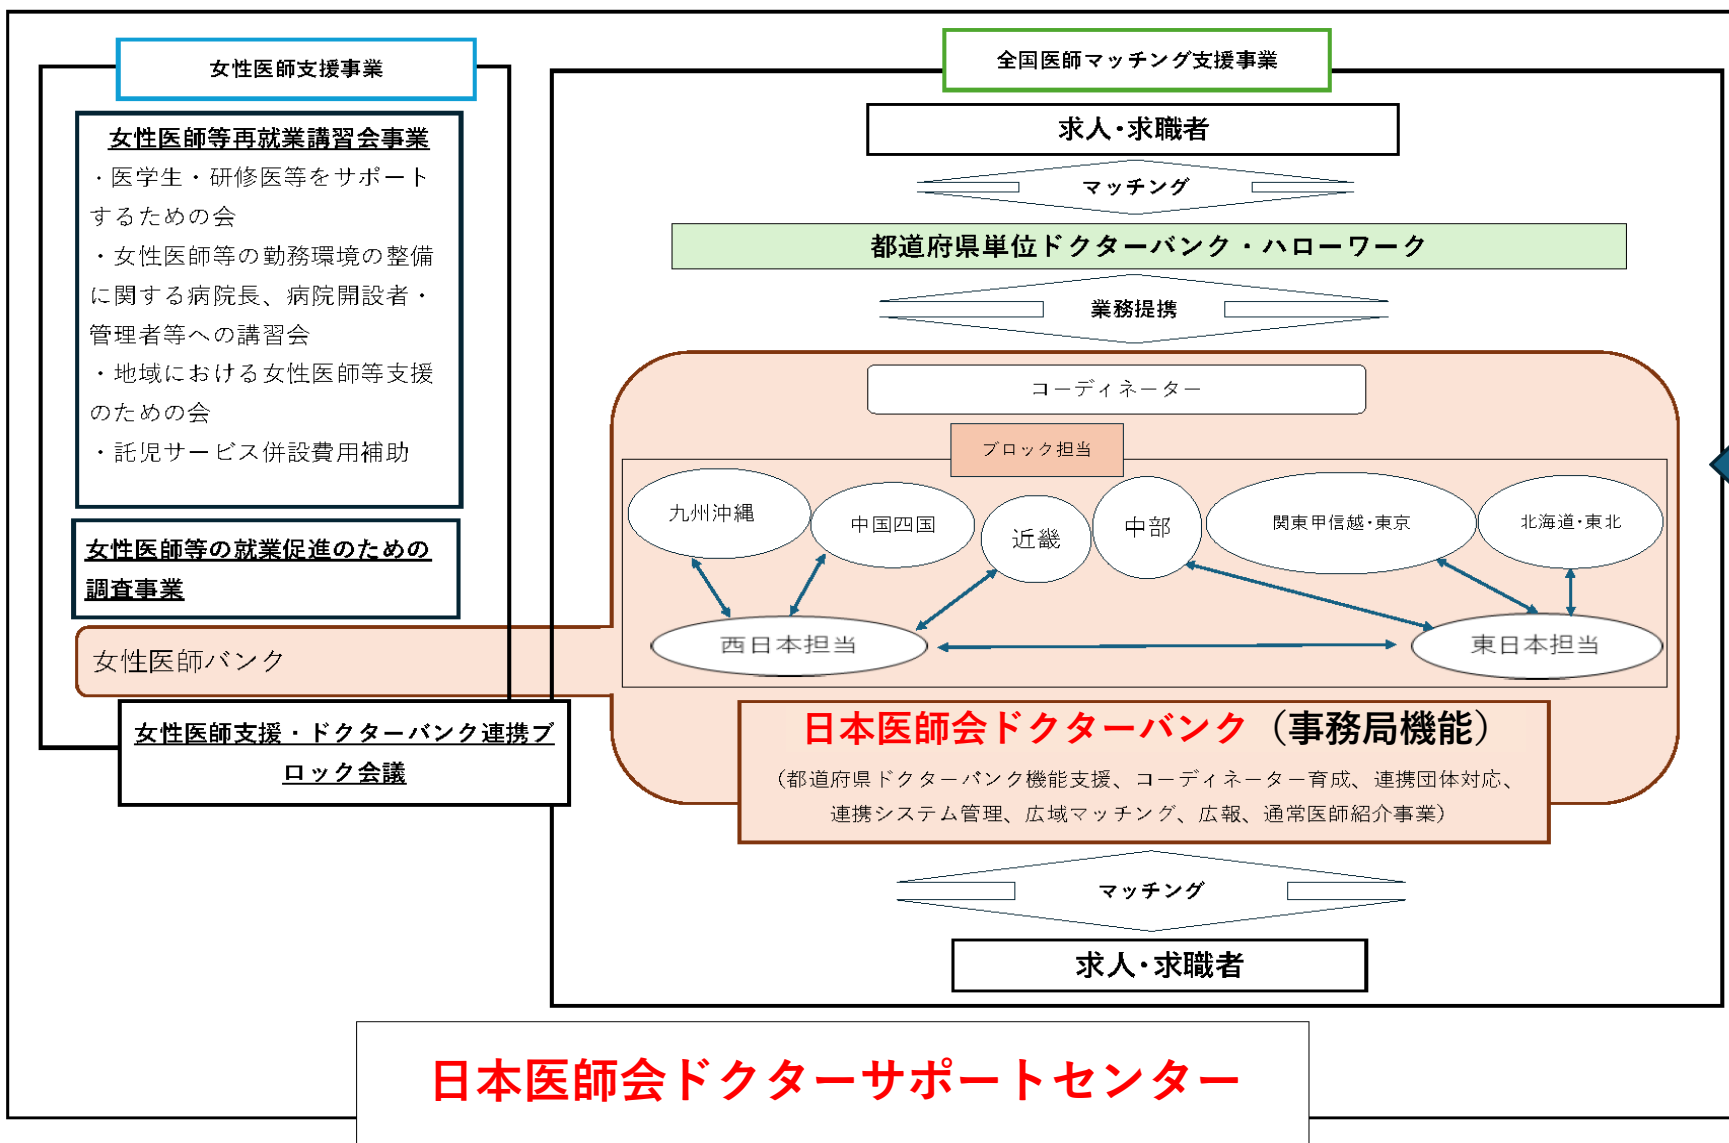 女性医師支援事業
女性医師等再就業講習会事業
・医学生・研修医等をサポート
するための会
・女性医師等の勤務環境の整備
に関する病院長、病院開設者・
管理者等への講習会
・地域における女性医師等支援
のための会
・託児サービス併設費用補助
女性医師等の就業促進のための
調査事業
女性医師バンク
女性医師支援・ドクターバンク連携ブ
ロック会議
全国医師マッチング支援事業
求人・求職者
マッチング
都道府県単位ドクターバンク・ハローワーク
業務提携
コーディネーター
ブロック担当
九州沖縄
中国四国
近畿
中部
関東甲信越・東京
北海道・東北
西日本担当
東日本担当
日本医師会ドクターバンク（事務局機能）
（都道府県ドクターバンク機能支援、コーディネーター育成、連携団体対応、
連携システム管理、広域マッチング、広報、通常医師紹介事業）
マッチング
求人・求職者
日本医師会ドクターサポートセンター